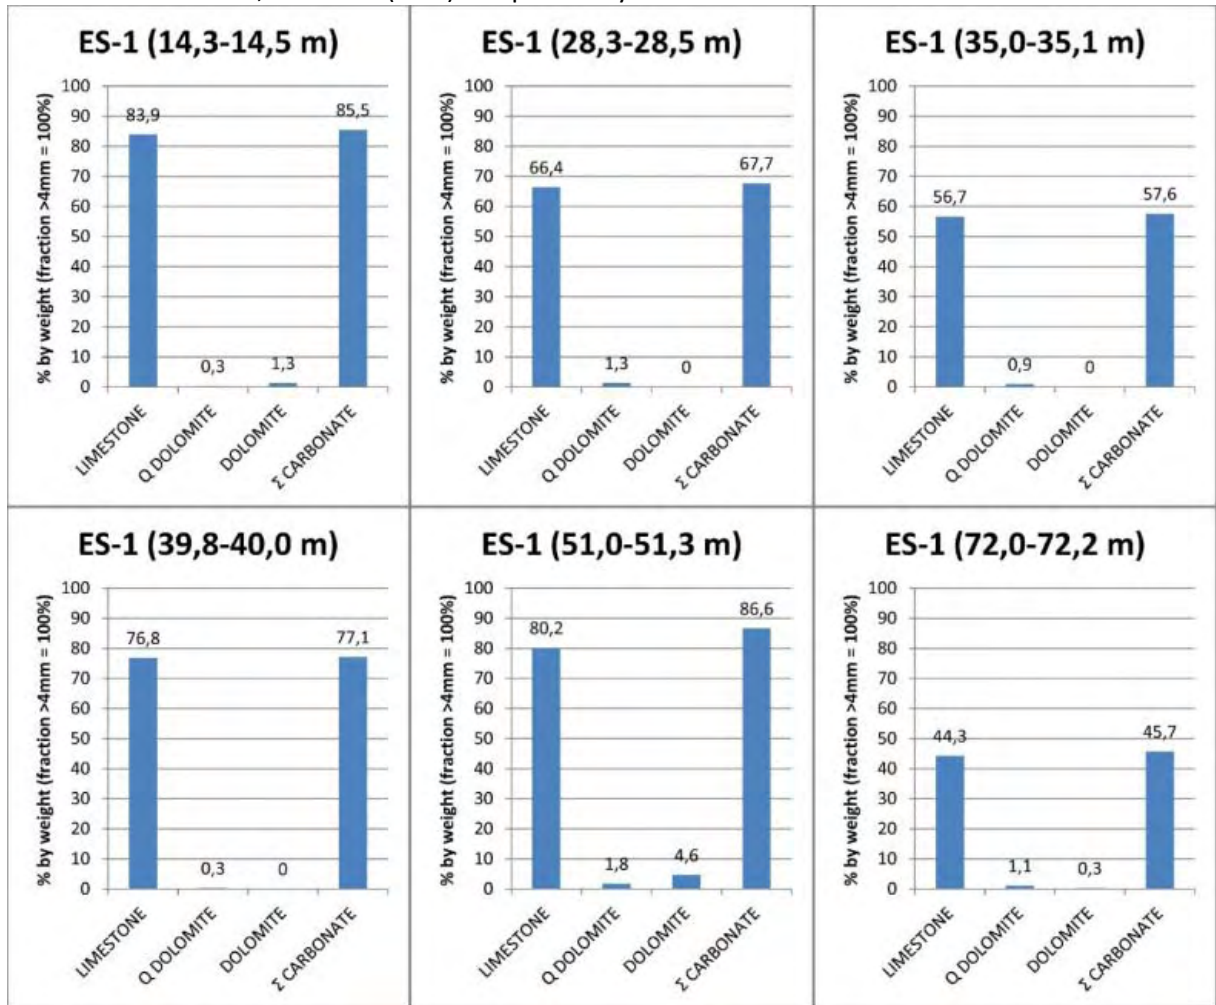 ES-1 (14,3-14,5 m)
% by weight (fraction >4mm = 100%)
100
90
80
70
60
50
40
30
20
10
0
83,9
0,3
1,3
85,5
LIMESTONE
Q DOLOMITE
DOLOMITE
Σ CARBONATE
ES-1 (28,3-28,5 m)
% by weight (fraction >4mm = 100%)
100
90
80
70
60
50
40
30
20
10
0
66,4
1,3
0
67,7
LIMESTONE
Q DOLOMITE
DOLOMITE
Σ CARBONATE
ES-1 (35,0-35,1 m)
% by weight (fraction >4mm = 100%)
100
90
80
70
60
50
40
30
20
10
0
56,7
0,9
0
57,6
LIMESTONE
Q DOLOMITE
DOLOMITE
Σ CARBONATE
ES-1 (39,8-40,0 m)
% by weight (fraction >4mm = 100%)
100
90
80
70
60
50
40
30
20
10
0
76,8
0,3
0
77,1
LIMESTONE
Q DOLOMITE
DOLOMITE
Σ CARBONATE
ES-1 (51,0-51,3 m)
% by weight (fraction >4mm = 100%)
100
90
80
70
60
50
40
30
20
10
0
80,2
1,8
4,6
86,6
LIMESTONE
Q DOLOMITE
DOLOMITE
Σ CARBONATE
ES-1 (72,0-72,2 m)
% by weight (fraction >4mm = 100%)
100
90
80
70
60
50
40
30
20
10
0
44,3
1,1
0,3
45,7
LIMESTONE
Q DOLOMITE
DOLOMITE
Σ CARBONATE